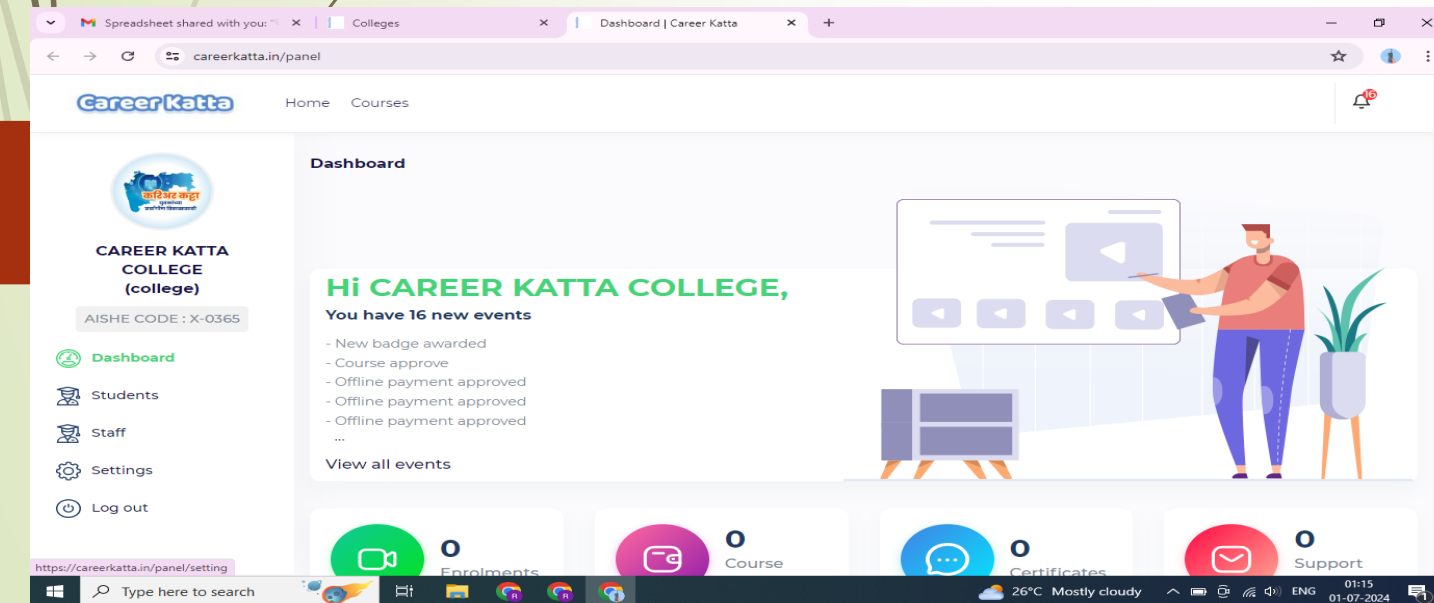 Spreadsheet shared with you: "
Colleges
Dashboard | Career Katta
careerkatta.in/panel
Career Katta
Home Courses
16
Dashboard
करिअर कट्टा
CAREER KATTA
COLLEGE
(college)
AISHE CODE : X-0365
Dashboard
Students
Staff
Settings
Log out
Hi CAREER KATTA COLLEGE,
You have 16 new events
- New badge awarded
- Course approve
- Offline payment approved
- Offline payment approved
- Offline payment approved
...
View all events
0
Enrolments
0
Course
0
Certificates
0
Support
https://careerkatta.in/panel/setting
Type here to search
26°C Mostly cloudy
ENG
01:15
01-07-2024
1